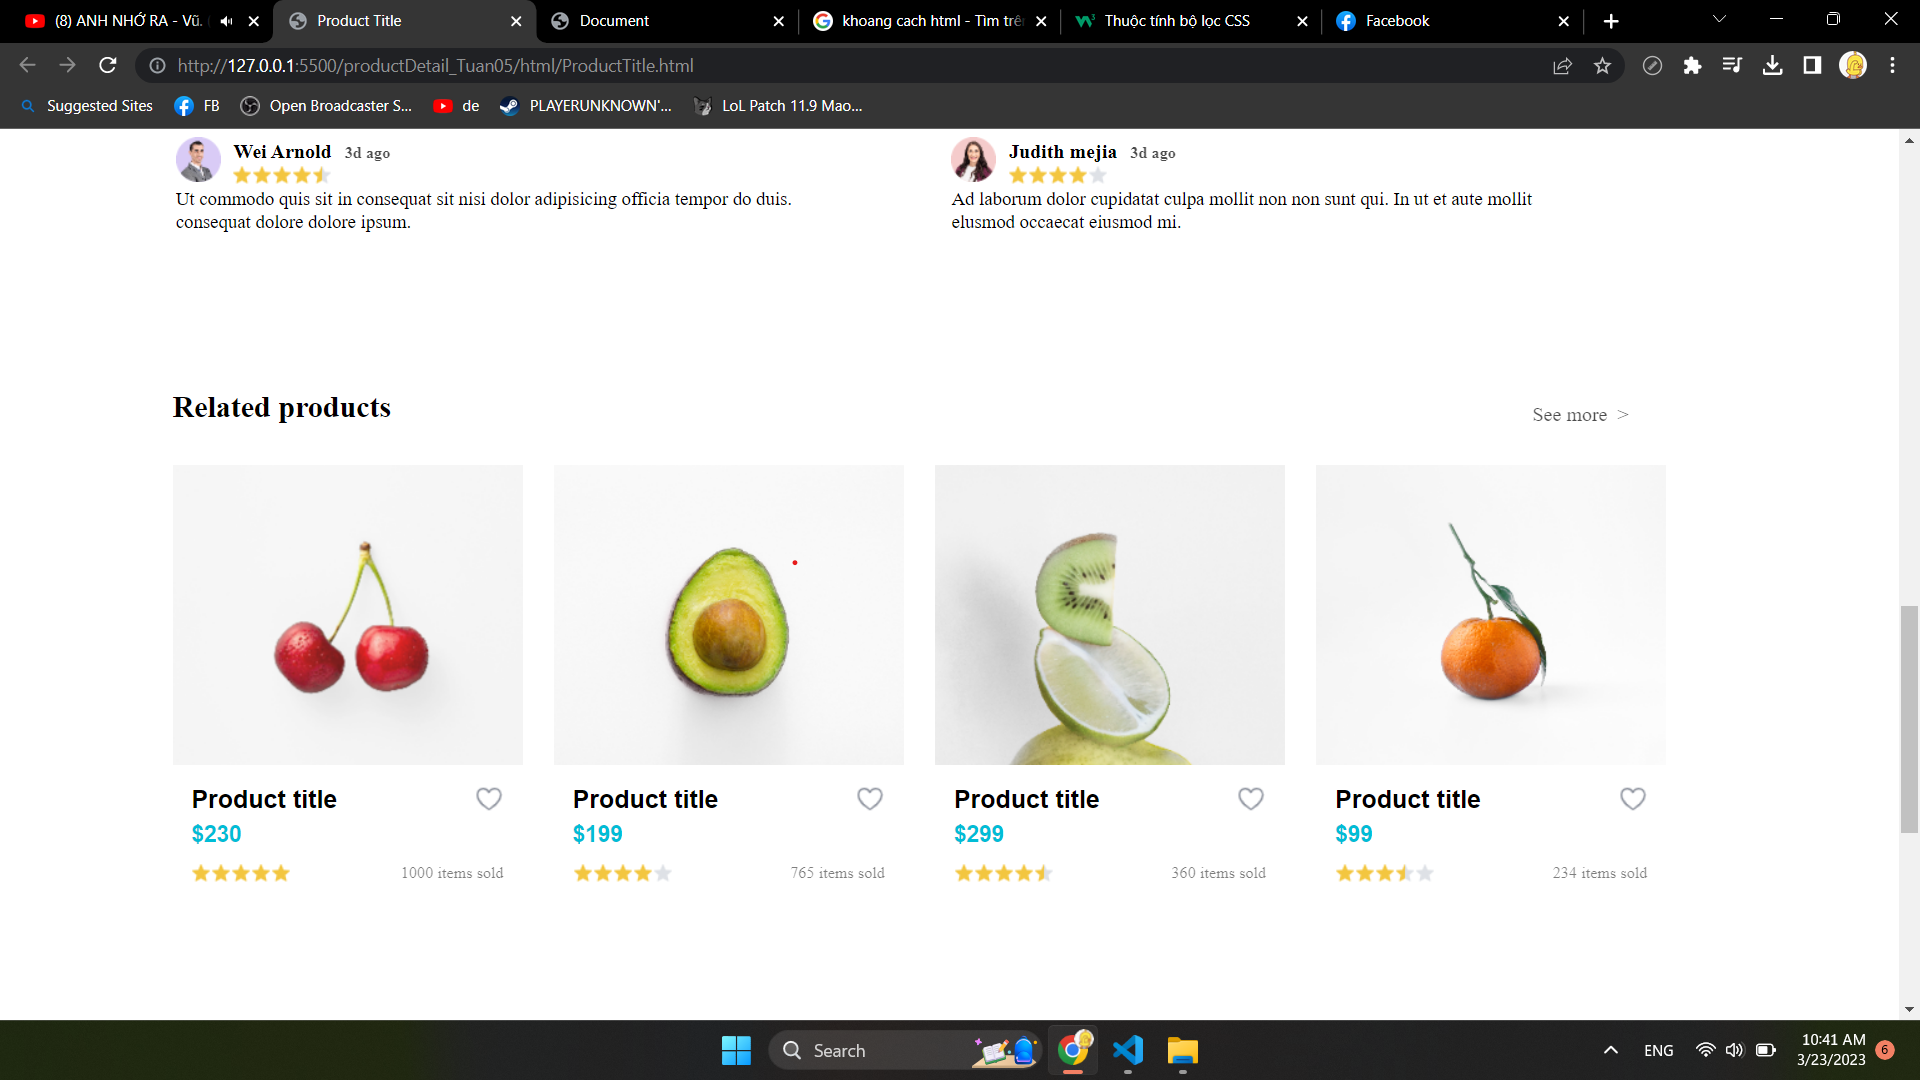 (8) ANH NHỚ RA - Vũ.
Product Title
Document
khoang cach html - Tìm trên
Thuộc tính bộ lọc CSS
Facebook
http://127.0.0.1:5500/productDetail_Tuan05/html/ProductTitle.html
Suggested Sites
FB
Open Broadcaster S...
de
PLAYERUNKNOWN'...
LoL Patch 11.9 Mao...
Wei Arnold 3d ago
Ut commodo quis sit in consequat sit nisi dolor adipisicing officia tempor do duis.
consequat dolore dolore ipsum.
Judith mejia 3d ago
Ad laborum dolor cupidatat culpa mollit non non sunt qui. In ut et aute mollit
elusmod occaecat eiusmod mi.
Related products
See more >
Product title
$230
1000 items sold
Product title
$199
765 items sold
Product title
$299
360 items sold
Product title
$99
234 items sold
Search
ENG
10:41 AM
3/23/2023
6